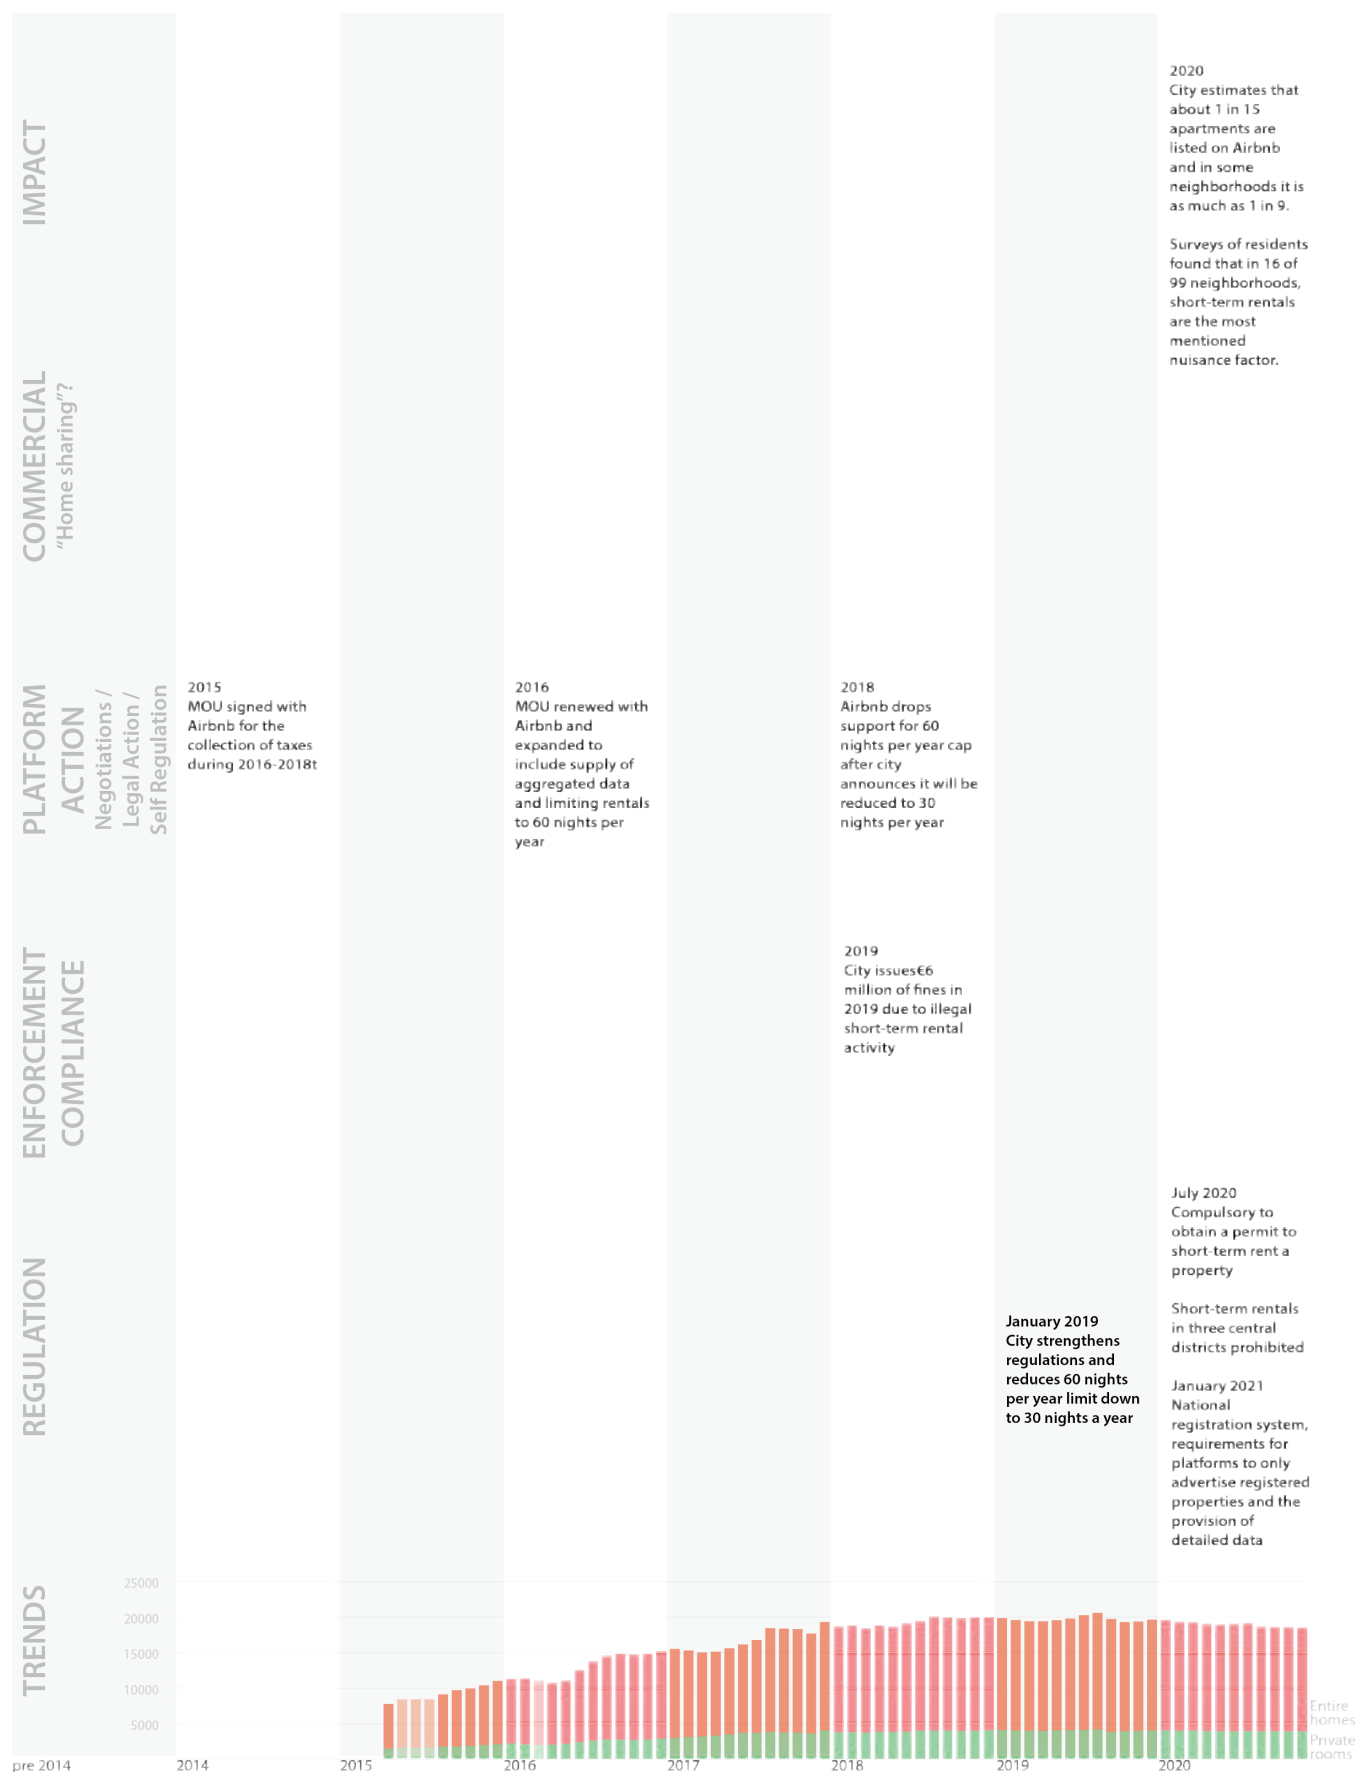 IMPACT
2020
City estimates that
about 1 in 15
apartments are
listed on Airbnb
and in some
neighborhoods it is
as much as 1 in 9.
Surveys of residents
found that in 16 of
99 neighborhoods,
short-term rentals
are the most
mentioned
nuisance factor.
COMMERCIAL
“Home sharing”?
PLATFORM
ACTION
Negotiations /
Legal Action /
Self Regulation
2015
MOU signed with
Airbnb for the
collection of taxes
during 2016-2018t
2016
MOU renewed with
Airbnb and
expanded to
include supply of
aggregated data
and limiting rentals
to 60 nights per
year
2018
Airbnb drops
support for 60
nights per year cap
after city
announces it will be
reduced to 30
nights per year
ENFORCEMENT
COMPLIANCE
2019
City issues€6
million of fines in
2019 due to illegal
short-term rental
activity
REGULATION
January 2019
City strengthens
regulations and
reduces 60 nights
per year limit down
to 30 nights a year
July 2020
Compulsory to
obtain a permit to
short-term rent a
property
Short-term rentals
in three central
districts prohibited
January 2021
National
registration system,
requirements for
platforms to only
advertise registered
properties and the
provision of
detailed data
TRENDS
25000
20000
15000
10000
5000
Entire
homes
Private
rooms
pre 2014
2014
2015
2016
2017
2018
2019
2020